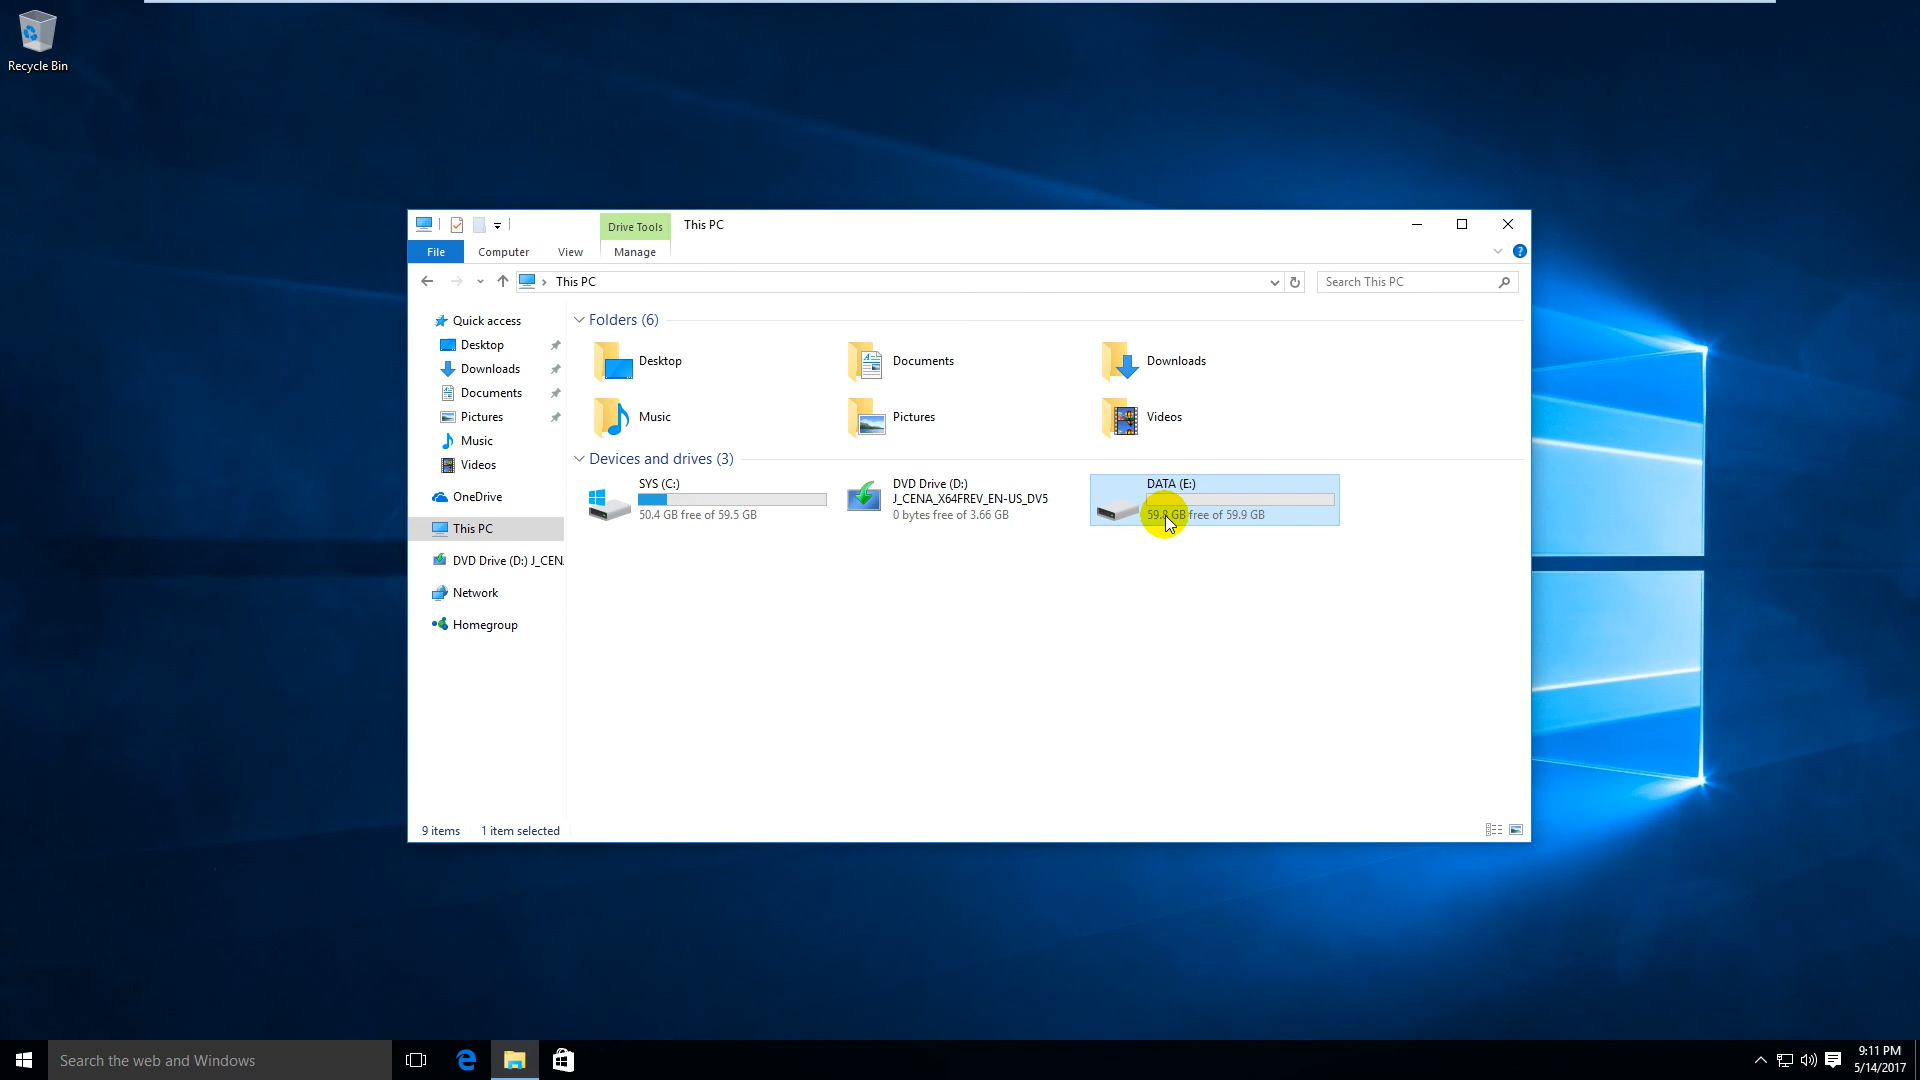 Recycle Bin
Drive Tools
This PC
File
Computer
View
Manage
This PC
Search This PC
Quick access
Desktop
Downloads
Documents
Pictures
Music
Videos
OneDrive
This PC
DVD Drive (D:) J_CEN
Network
Homegroup
Folders (6)
Desktop
Documents
Downloads
Music
Pictures
Videos
Devices and drives (3)
SYS (C:)
50.4 GB free of 59.5 GB
DVD Drive (D:)
J_CENA_X64FREV_EN-US_DV5
0 bytes free of 3.66 GB
DATA (E:)
59.8 GB free of 59.9 GB
9 items
1 item selected
Search the web and Windows
9:11 PM
5/14/2017